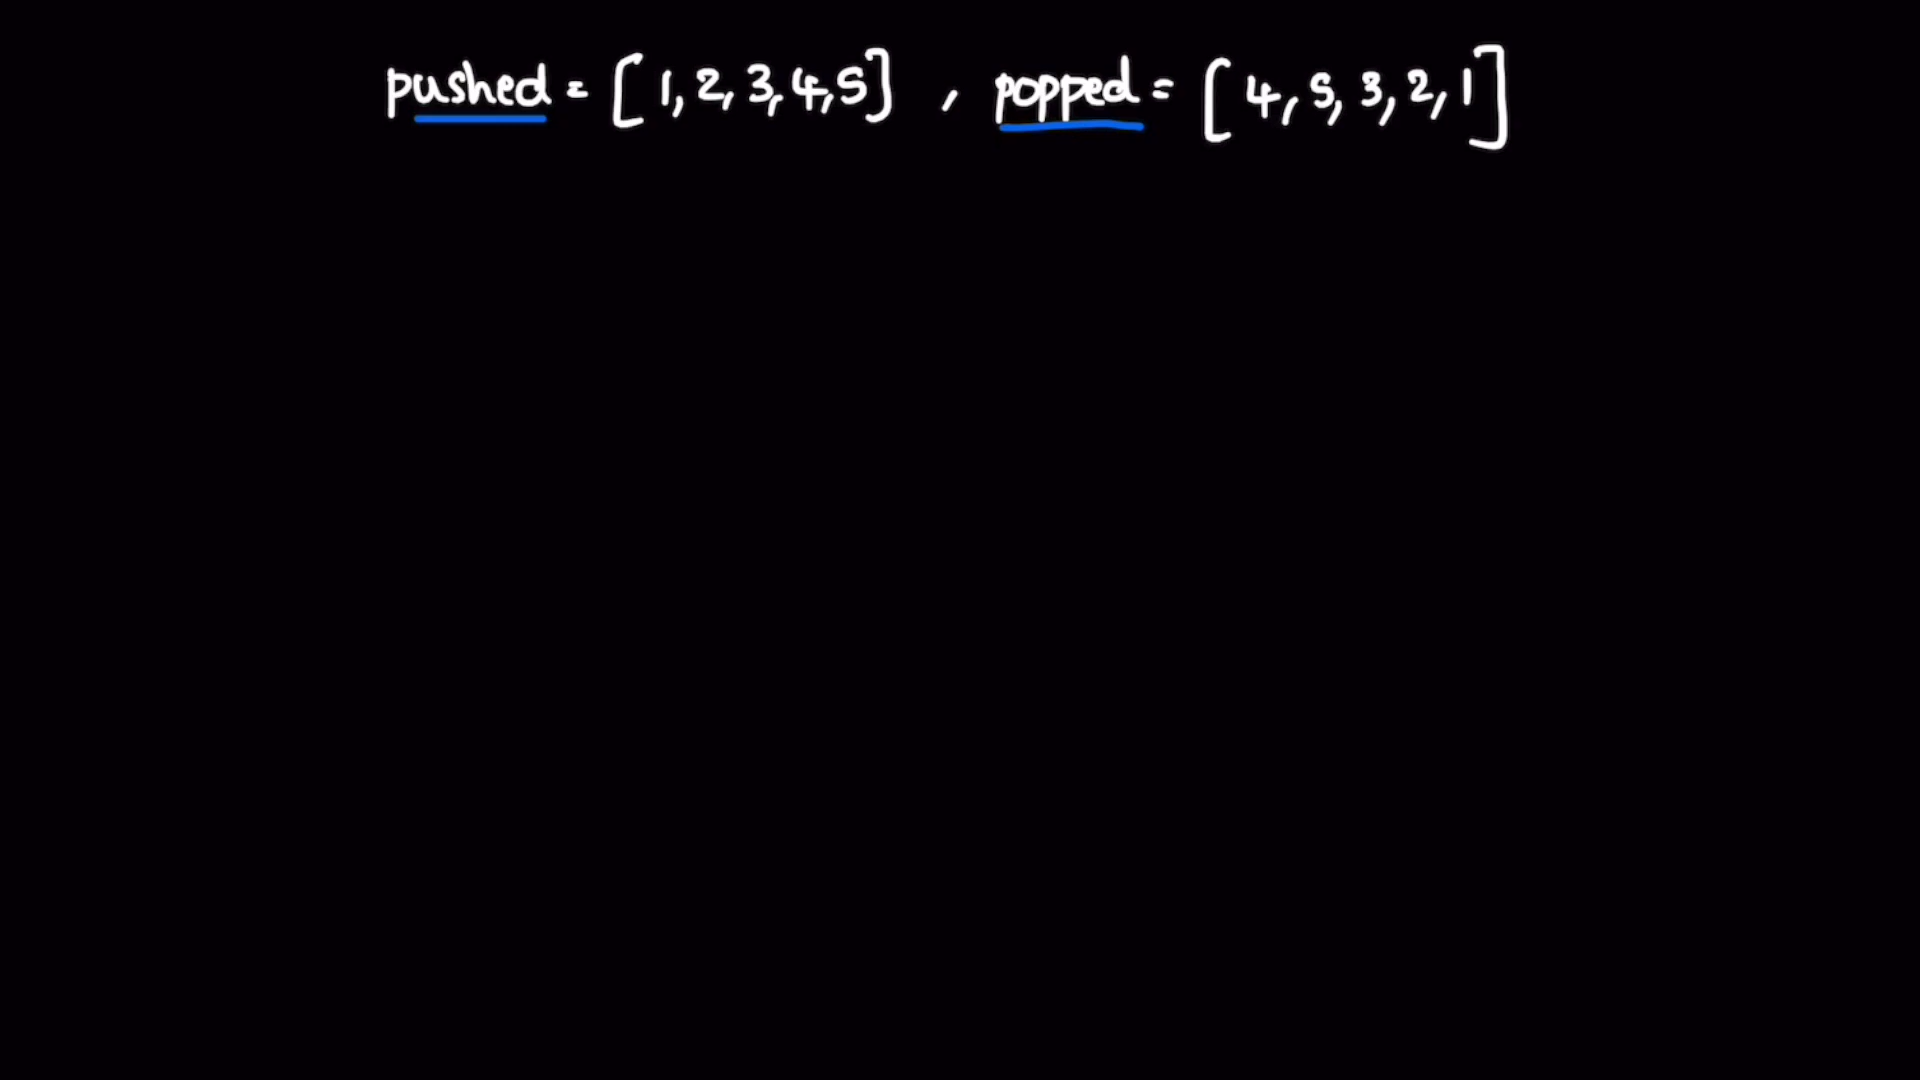 pushed = [1, 2, 3, 4, 5] , popped = [4, 5, 3, 2, 1]